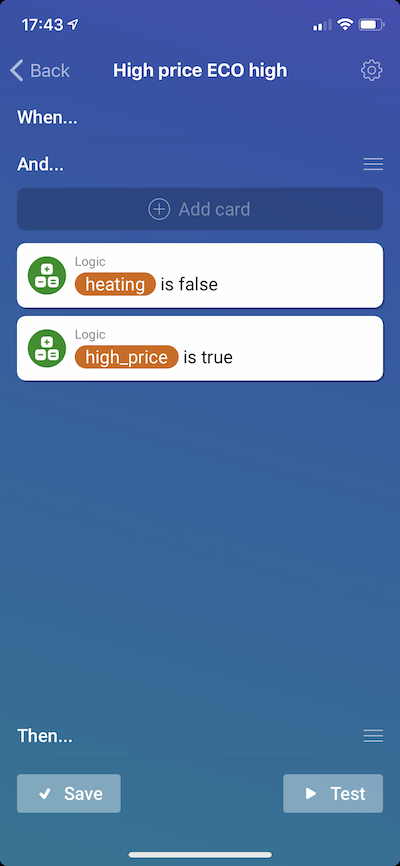 17:43
Back
High price ECO high
When...
And...
Add card
Logic
heating is false
Logic
high_price is true
Then...
Save
Test